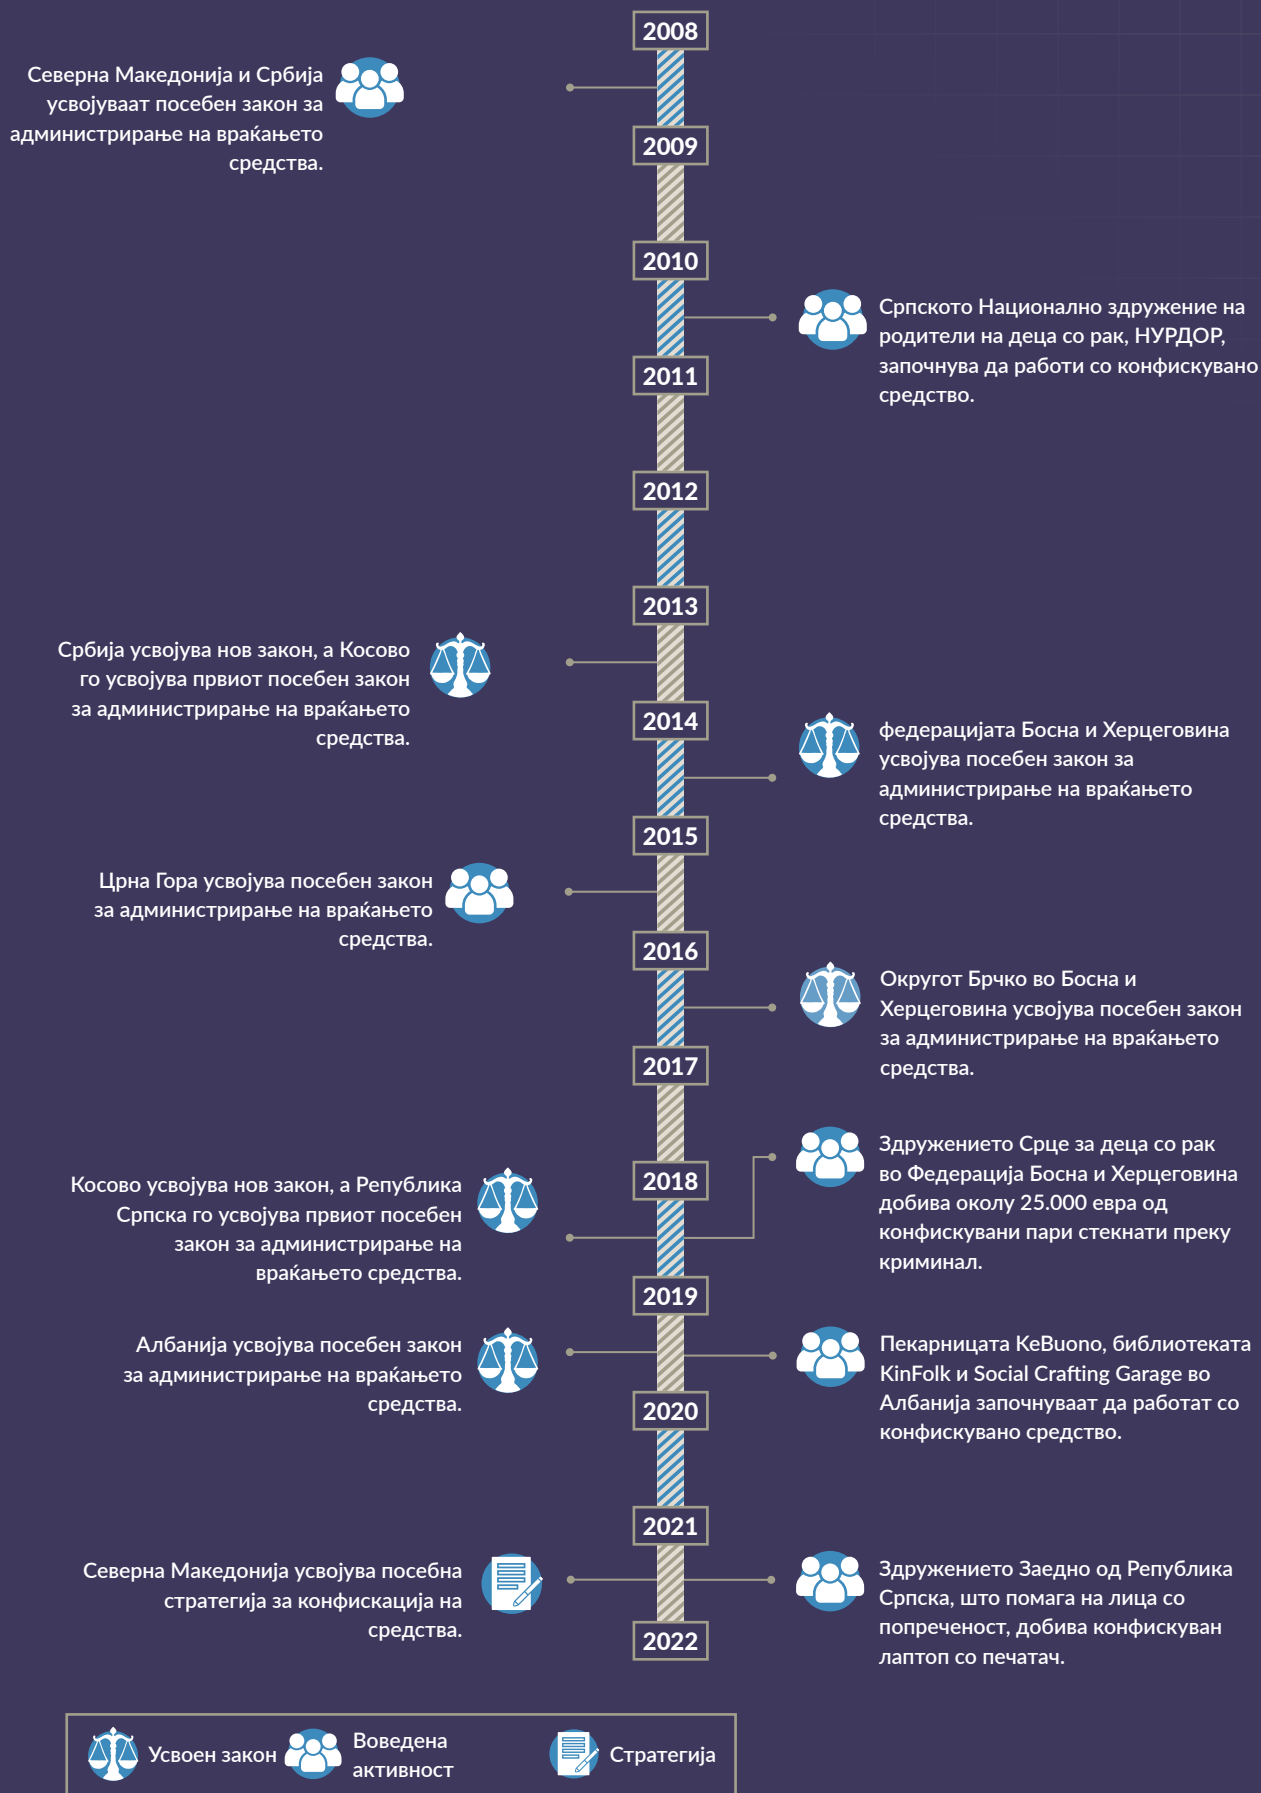 2008
Северна Македонија и Србија
усвојуваат посебен закон за
администрирање на враќањето
средства.
2009
2010
Српското Национално здружение на
родители на деца со рак, НУРДОР,
започнува да работи со конфискувано
средство.
2011
2012
2013
Србија усвојува нов закон, а Косово
го усвојува првиот посебен закон
за администрирање на враќањето
средства.
2014
федерацијата Босна и Херцеговина
усвојува посебен закон за
администрирање на враќањето
средства.
2015
Црна Гора усвојува посебен закон
за администрирање на враќањето
средства.
2016
Округот Брчко во Босна и
Херцеговина усвојува посебен закон
за администрирање на враќањето
средства.
2017
Здружението Срце за деца со рак
во Федерација Босна и Херцеговина
добива околу 25.000 евра од
конфискувани пари стекнати преку
криминал.
2018
Косово усвојува нов закон, а Република
Српска го усвојува првиот посебен
закон за администрирање на
враќањето средства.
2019
Албанија усвојува посебен закон
за администрирање на враќањето
средства.
Пекарницата KeBuono, библиотеката
KinFolk и Social Crafting Garage во
Албанија започнуваат да работат со
конфискувано средство.
2020
2021
Северна Македонија усвојува посебна
стратегија за конфискација на
средства.
Здружението Заедно од Република
Српска, што помага на лица со
попреченост, добива конфискуван
лаптоп со печатач.
2022
Усвоен закон
Воведена
активност
Стратегија